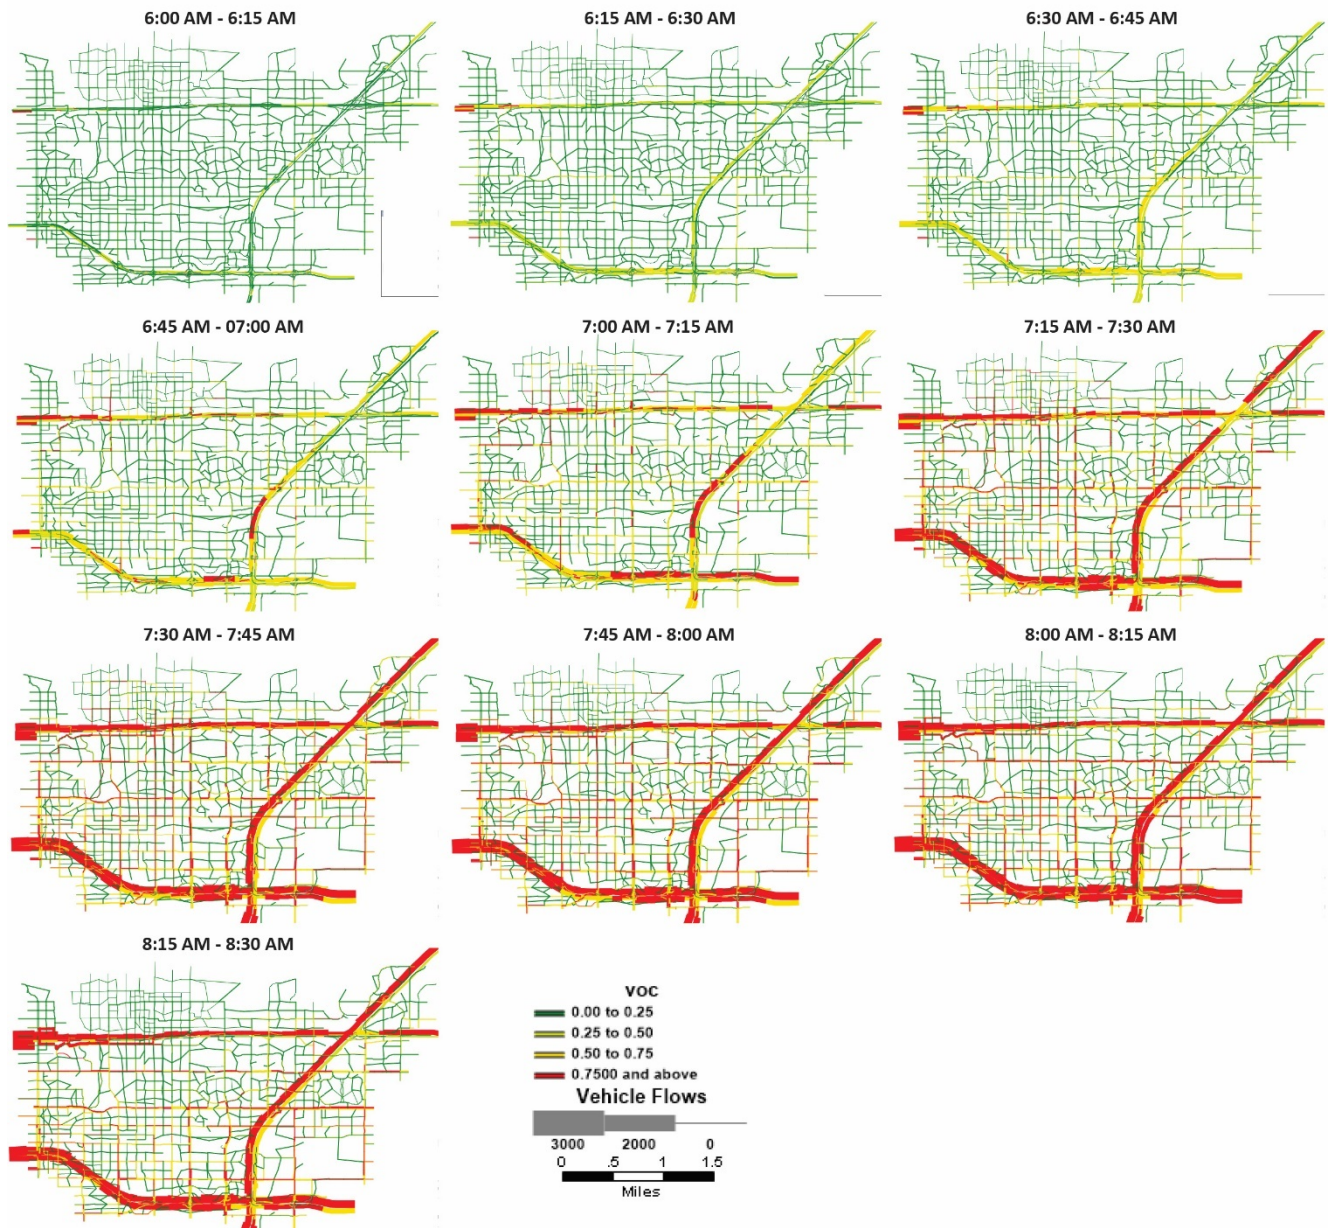 6:00 AM - 6:15 AM
6:15 AM - 6:30 AM
6:30 AM - 6:45 AM
6:45 AM - 07:00 AM
7:00 AM - 7:15 AM
7:15 AM - 7:30 AM
7:30 AM - 7:45 AM
7:45 AM - 8:00 AM
8:00 AM - 8:15 AM
8:15 AM - 8:30 AM
VOC
0.00 to 0.25
0.25 to 0.50
0.50 to 0.75
0.7500 and above
Vehicle Flows
3000 2000 0
0 .5 1 1.5
Miles